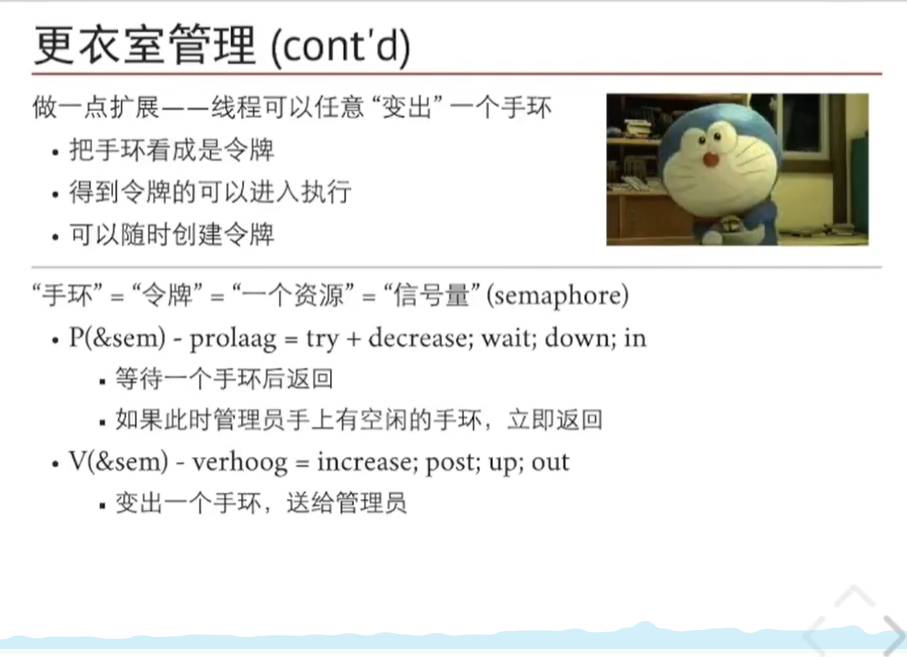 更衣室管理 (cont'd)
做一点扩展——线程可以任意 “变出” 一个手环
• 把手环看成是令牌
• 得到令牌的可以进入执行
• 可以随时创建令牌
“手环” = “令牌” = “一个资源” = “信号量” (semaphore)
• P(&sem) - prolaag = try + decrease; wait; down; in
▪ 等待一个手环后返回
▪ 如果此时管理员手上有空闲的手环，立即返回
• V(&sem) - verhoog = increase; post; up; out
▪ 变出一个手环，送给管理员